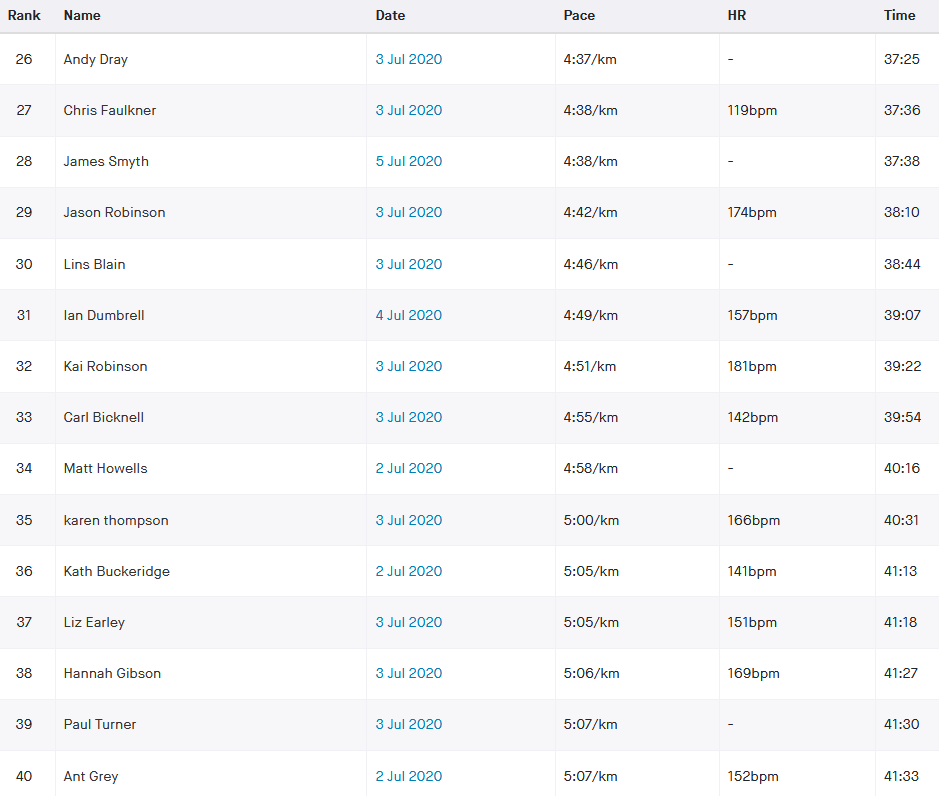 Rank Name Date Pace HR Time
26 Andy Dray 3 Jul 2020 4:37/km - 37:25
27 Chris Faulkner 3 Jul 2020 4:38/km 119bpm 37:36
28 James Smyth 5 Jul 2020 4:38/km - 37:38
29 Jason Robinson 3 Jul 2020 4:42/km 174bpm 38:10
30 Lins Blain 3 Jul 2020 4:46/km - 38:44
31 Ian Dumbrell 4 Jul 2020 4:49/km 157bpm 39:07
32 Kai Robinson 3 Jul 2020 4:51/km 181bpm 39:22
33 Carl Bicknell 3 Jul 2020 4:55/km 142bpm 39:54
34 Matt Howells 2 Jul 2020 4:58/km - 40:16
35 karen thompson 3 Jul 2020 5:00/km 166bpm 40:31
36 Kath Buckeridge 2 Jul 2020 5:05/km 141bpm 41:13
37 Liz Earley 3 Jul 2020 5:05/km 151bpm 41:18
38 Hannah Gibson 3 Jul 2020 5:06/km 169bpm 41:27
39 Paul Turner 3 Jul 2020 5:07/km - 41:30
40 Ant Grey 2 Jul 2020 5:07/km 152bpm 41:33